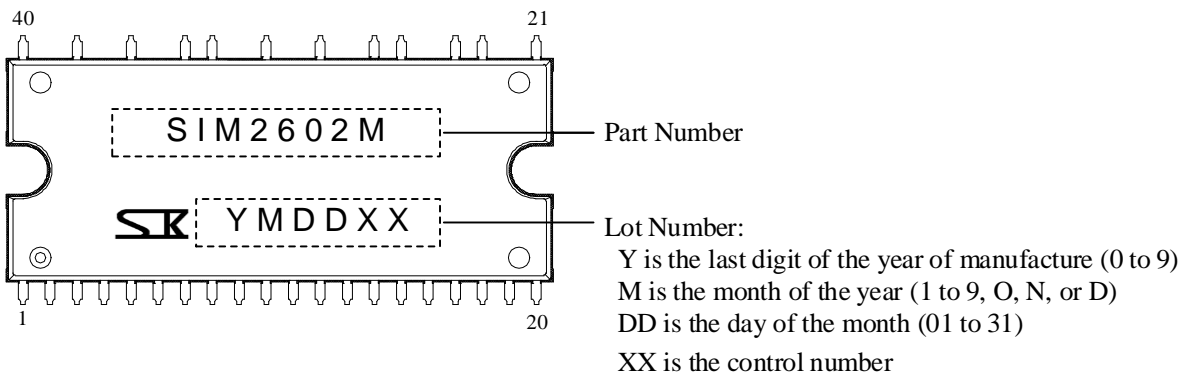 40 21
SIM2602M
Part Number
SK YMDDXX
Lot Number:
Y is the last digit of the year of manufacture (0 to 9)
M is the month of the year (1 to 9, O, N, or D)
DD is the day of the month (01 to 31)
XX is the control number
1 20